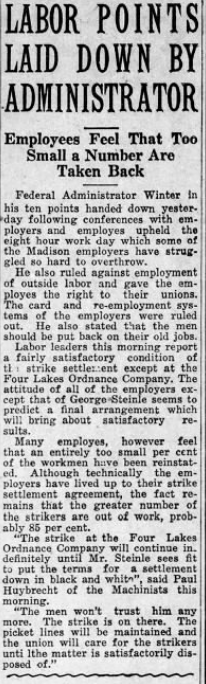 LABOR POINTS
LAID DOWN BY
ADMINISTRATOR
Employees Feel That Too
Small a Number Are
Taken Back
Federal Administrator Winter in
his ten points handed down yester-
day following conferences with em-
ployers and employes upheld the
eight hour work day which some of
the Madison employers have strug-
gled so hard to overthrow.
He also ruled against employment
of outside labor and gave the em-
ployes the right to their unions.
The card and re-employment sys-
tems of the employers were ruled
out. He also stated that the men
should be put back on their old jobs.
Labor leaders this morning report
a fairly satisfactory condition of
the strike settlement except at the
Four Lakes Ordnance Company. The
attitude of all of the employers ex-
cept that of George Steinle seems to
predict a final arrangement which
will bring about satisfactory re-
sults.
Many employes, however feel
that an entirely too small per cent
of the workmen have been reinstat-
ed. Although technically the em-
ployers have lived up to their strike
settlement agreement, the fact re-
mains that the greater number of
the strikers are out of work, prob-
ably 85 per cent.
"The strike at the Four Lakes
Ordnance Company will continue in-
definitely until Mr. Steinle sees fit
to put the terms for a settlement
down in black and white", said Paul
Huybrecht of the Machinists this
morning.
"The men won't trust him any
more. The strike is on there. The
picket lines will be maintained and
the union will care for the strikers
until the matter is satisfactorily dis-
posed of."